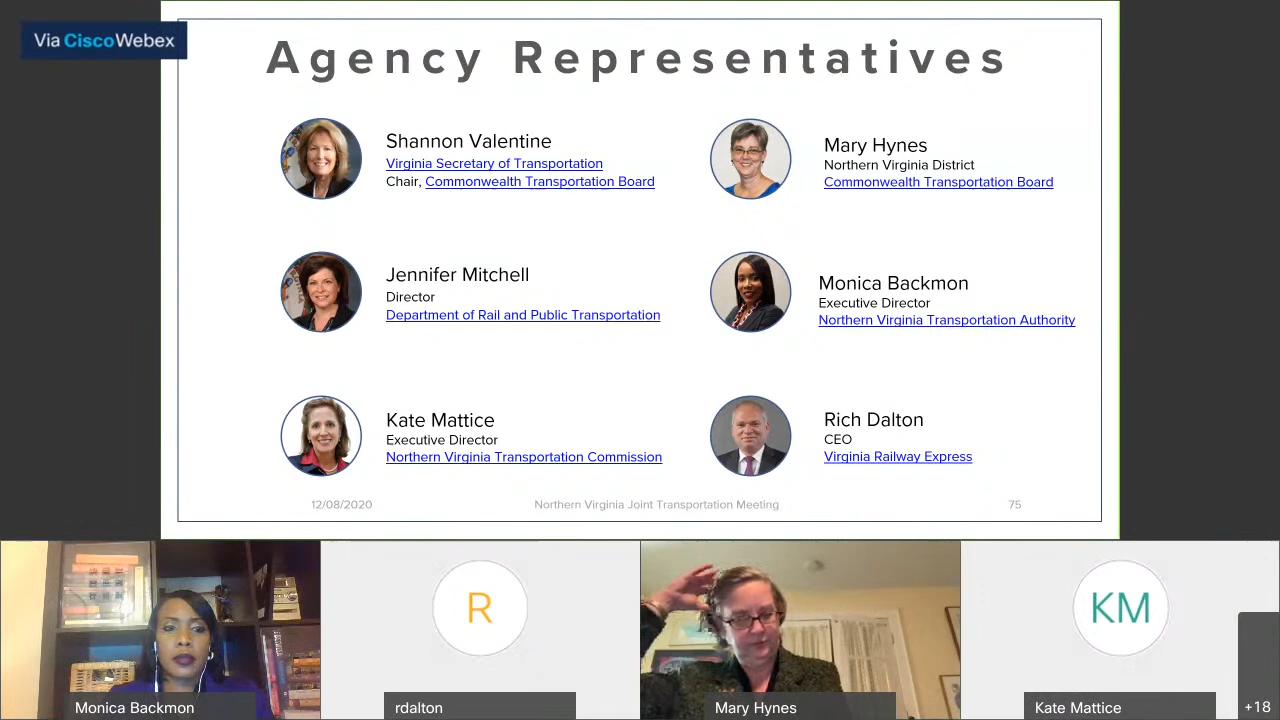 Via Cisco Webex
Agency Representatives
Shannon Valentine
Virginia Secretary of Transportation
Chair, Commonwealth Transportation Board
Mary Hynes
Northern Virginia District
Commonwealth Transportation Board
Jennifer Mitchell
Director
Department of Rail and Public Transportation
Monica Backmon
Executive Director
Northern Virginia Transportation Authority
Kate Mattice
Executive Director
Northern Virginia Transportation Commission
Rich Dalton
CEO
Virginia Railway Express
12/08/2020
Northern Virginia Joint Transportation Meeting
75
R
KM
Monica Backmon
rdalton
Mary Hynes
Kate Mattice
+18